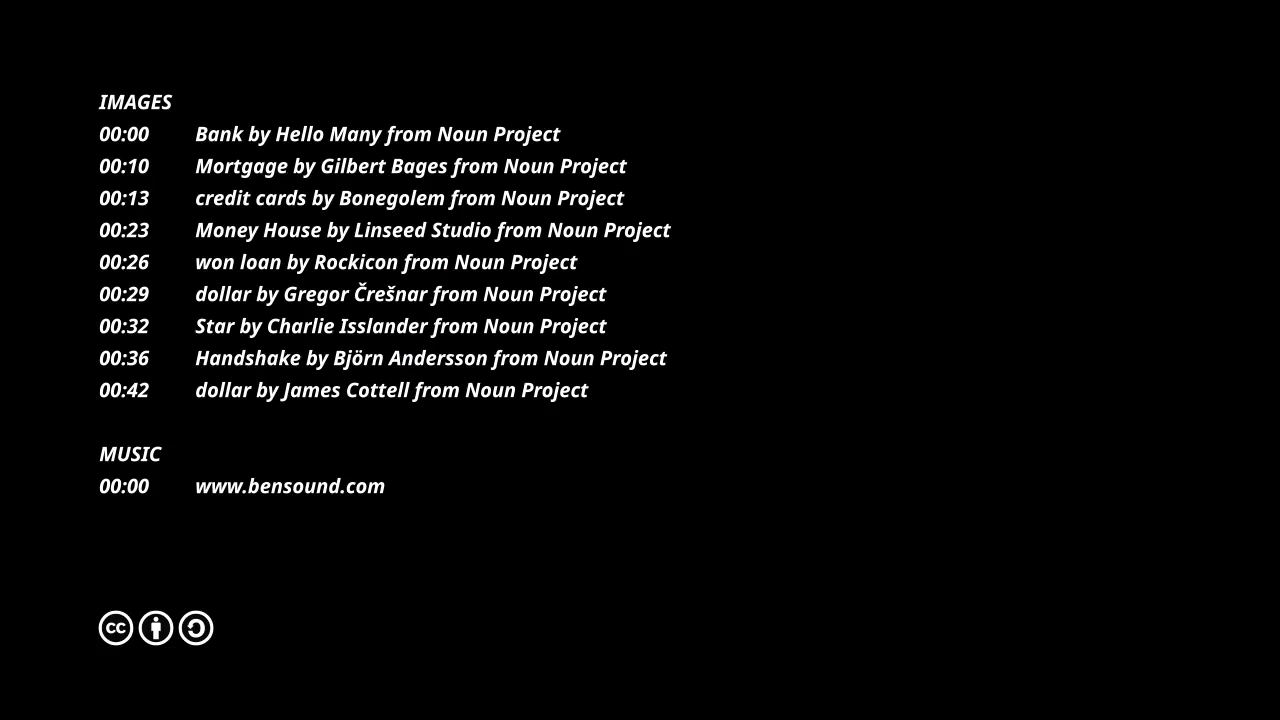 IMAGES
00:00 Bank by Hello Many from Noun Project
00:10 Mortgage by Gilbert Bages from Noun Project
00:13 credit cards by Bonegolem from Noun Project
00:23 Money House by Linseed Studio from Noun Project
00:26 won loan by Rockicon from Noun Project
00:29 dollar by Gregor Črešnar from Noun Project
00:32 Star by Charlie Isslander from Noun Project
00:36 Handshake by Björn Andersson from Noun Project
00:42 dollar by James Cottell from Noun Project
MUSIC
00:00 www.bensound.com
cc